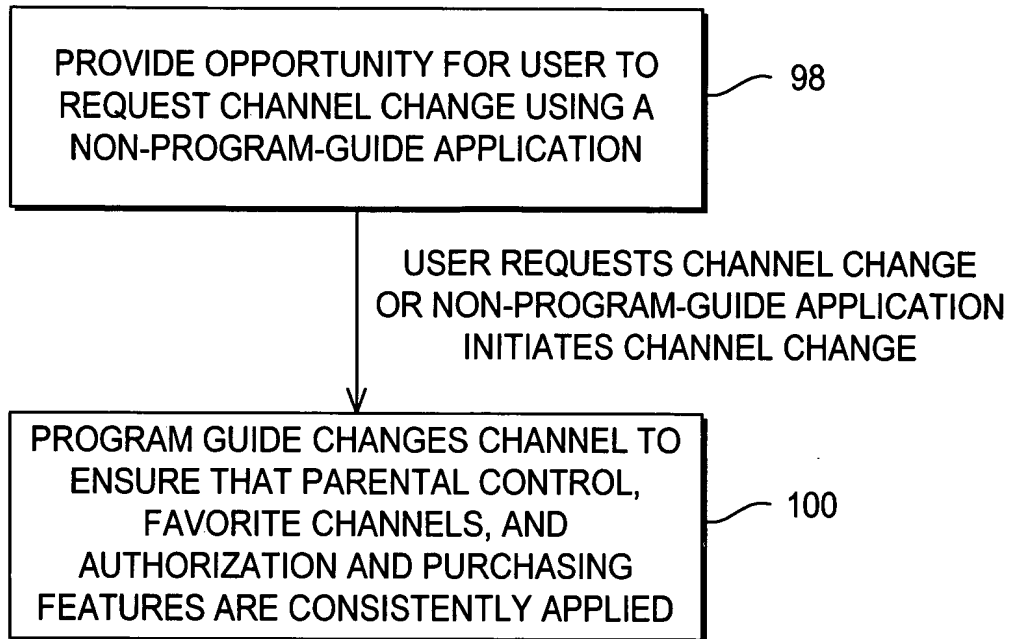 PROVIDE OPPORTUNITY FOR USER TO
REQUEST CHANNEL CHANGE USING A
NON-PROGRAM-GUIDE APPLICATION
98
USER REQUESTS CHANNEL CHANGE
OR NON-PROGRAM-GUIDE APPLICATION
INITIATES CHANNEL CHANGE
PROGRAM GUIDE CHANGES CHANNEL TO
ENSURE THAT PARENTAL CONTROL,
FAVORITE CHANNELS, AND
AUTHORIZATION AND PURCHASING
FEATURES ARE CONSISTENTLY APPLIED
100